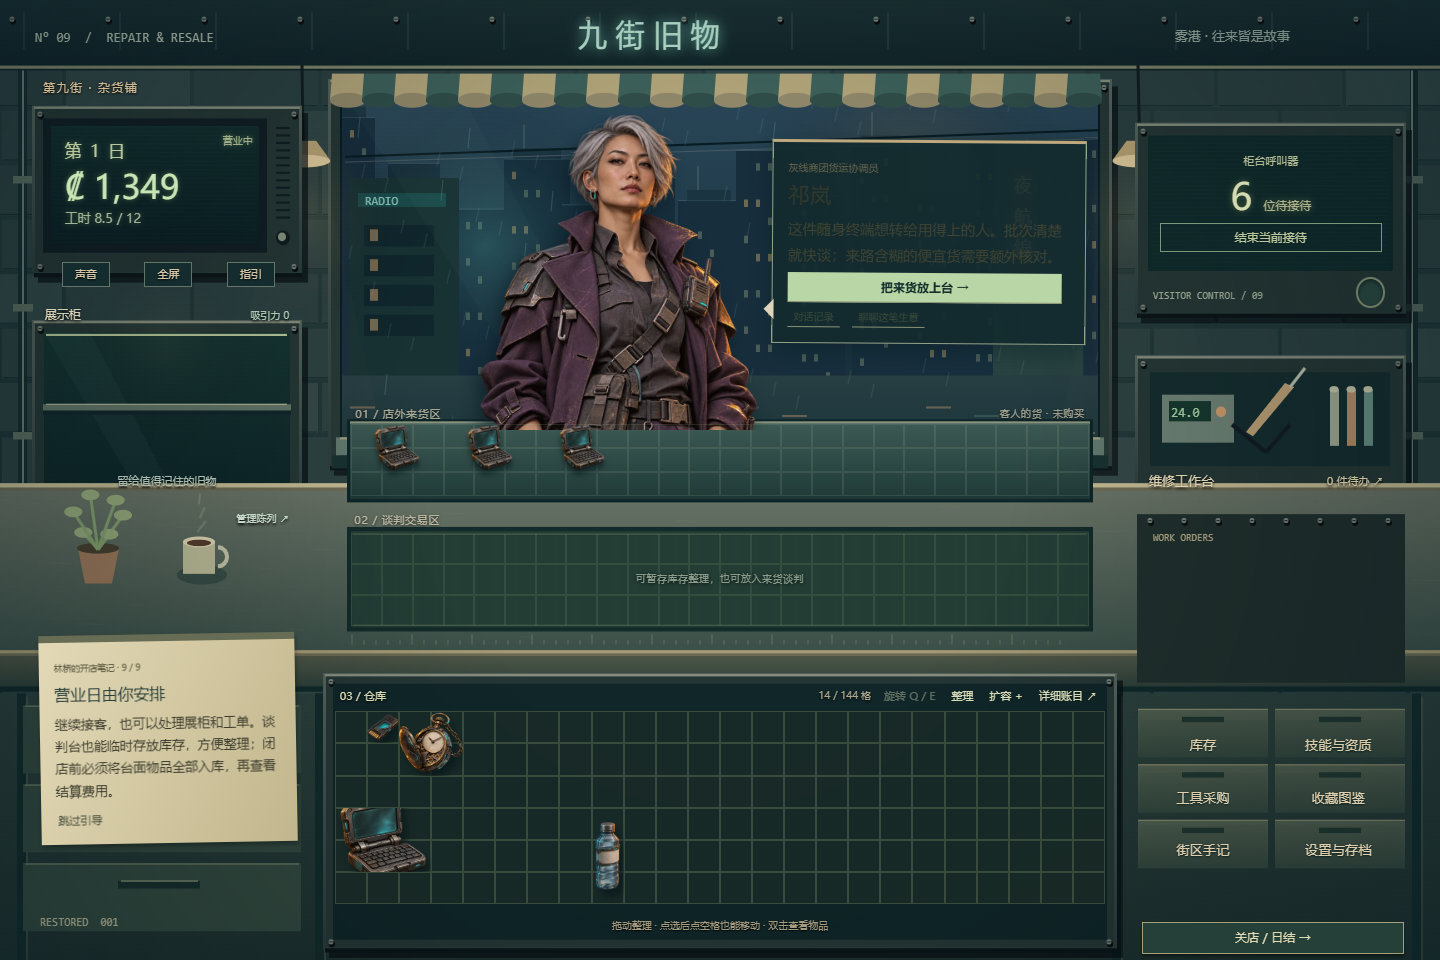 N° 09 / REPAIR & RESALE
九街旧物
雾港 · 往来皆是故事
第九街 · 杂货铺
营业中
第 1 日
₡ 1,349
工时 8.5 / 12
声音
全屏
指引
展示柜
吸引力 0
留给值得记住的旧物
管理陈列 ↗
RADIO
灰线商团货运协调员
祁岚
夜航
这件随身终端想转给用得上的人。批次清楚
就快谈；来路含糊的便宜货需要额外核对。
把来货放上台 →
对话记录
聊聊这笔生意
01 / 店外来货区
客人的货 · 未购买
02 / 谈判交易区
可暂存库存整理，也可放入来货谈判
柜台呼叫器
6 位待接待
结束当前接待
VISITOR CONTROL / 09
24.0
维修工作台
0 件待办 ↗
WORK ORDERS
林桥的开店笔记 · 9 / 9
营业日由你安排
继续接客，也可以处理展柜和工单。谈
判台也能临时存放库存，方便整理；闭
店前必须将台面物品全部入库，再查看
结算费用。
跳过引导
RESTORED 001
03 / 仓库
14 / 144 格
旋转 Q / E
整理
扩容 +
详细账目 ↗
拖动整理 · 点选后点空格也能移动 · 双击查看物品
库存
技能与资质
工具采购
收藏图鉴
街区手记
设置与存档
关店 / 日结 →